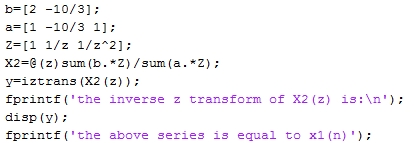 b=[2 -10/3];
a=[1 -10/3 1];
Z=[1 1/z 1/z^2];
X2=@(z)sum(b.*Z)/sum(a.*Z);
y=iztrans(X2(z));
fprintf('the inverse z transform of X2(z) is:\n');
disp(y);
fprintf('the above series is equal to x1(n)');